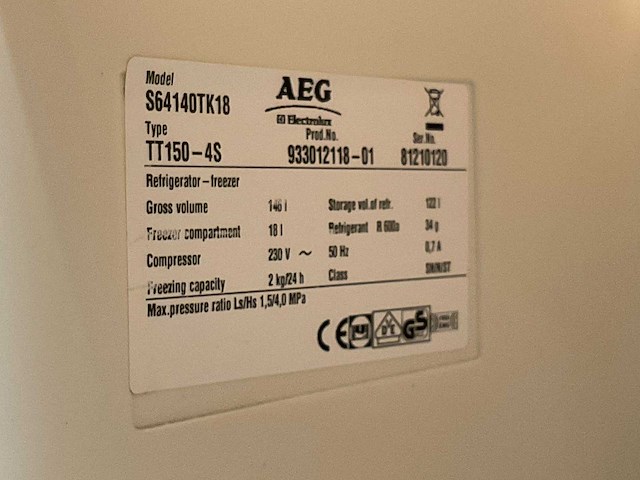 Model
S64140TK18
AEG
Electrolux
Type
TT150-4S
Prod.No.
933012118-01
Ser.No.
81210120
Refrigerator-freezer
Gross volume 146 l Storage vol.of refr. 122 l
Freezer compartment 18 l Refrigerant R 600a 34 g
Compressor 230 V ~ 50 Hz 0,7 A
Freezing capacity 2 kg/24 h Class SN/N/ST
Max.pressure ratio Ls/Hs 1,5/4,0 MPa
CE
GS